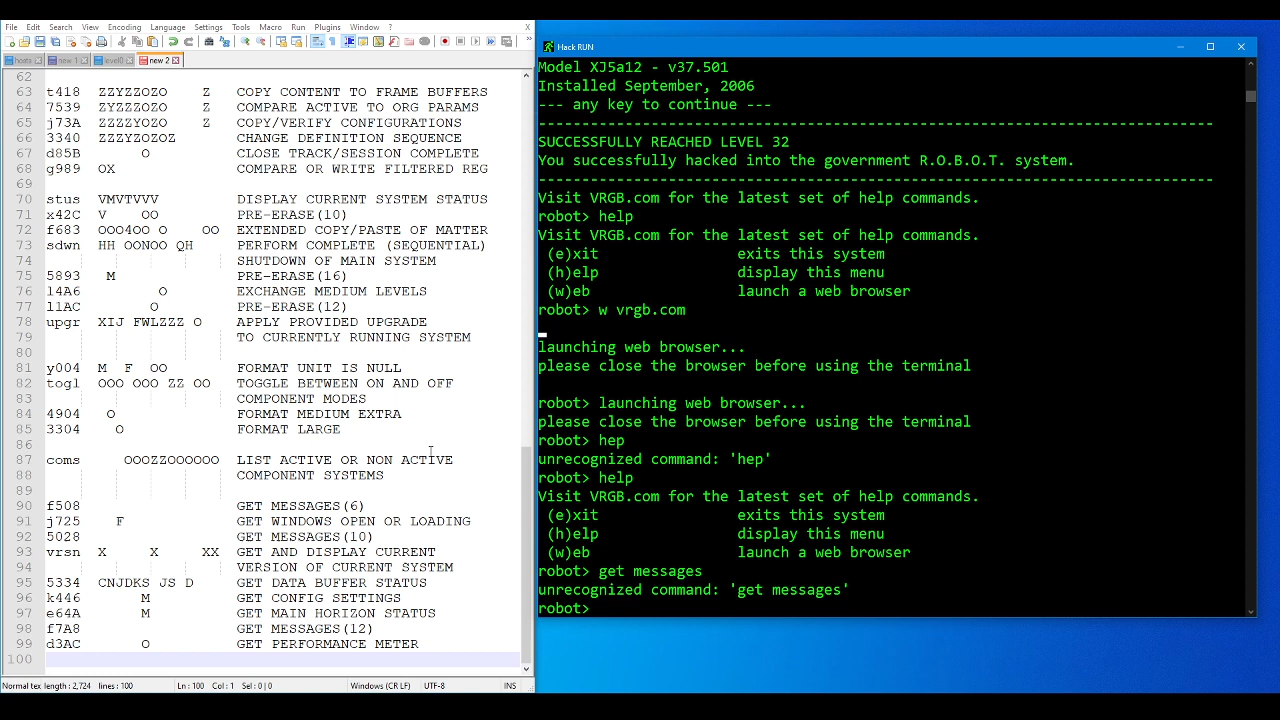 File Edit Search View Encoding Language Settings Tools Macro Run Plugins Window ? X
new 1 level0 new 2
62
63 t418 ZZYZZOZO Z COPY CONTENT TO FRAME BUFFERS
64 7539 ZYZZZOZO Z COMPARE ACTIVE TO ORG PARAMS
65 j73A ZZZZYOZO Z COPY/VERIFY CONFIGURATIONS
66 3340 ZZZYZOZOZ CHANGE DEFINITION SEQUENCE
67 d85B O CLOSE TRACK/SESSION COMPLETE
68 g989 OX COMPARE OR WRITE FILTERED REG
69
70 stus VMVTVVV DISPLAY CURRENT SYSTEM STATUS
71 x42C V OO PRE-ERASE(10)
72 f683 OOO4OO O OO EXTENDED COPY/PASTE OF MATTER
73 sdwn HH OONOO QH PERFORM COMPLETE (SEQUENTIAL)
74 SHUTDOWN OF MAIN SYSTEM
75 5893 M PRE-ERASE(16)
76 l4A6 O EXCHANGE MEDIUM LEVELS
77 l1AC O PRE-ERASE(12)
78 upgr XIJ FWLZZZ O APPLY PROVIDED UPGRADE
79 TO CURRENTLY RUNNING SYSTEM
80
81 y004 M F OO FORMAT UNIT IS NULL
82 togl OOO OOO ZZ OO TOGGLE BETWEEN ON AND OFF
83 COMPONENT MODES
84 4904 O FORMAT MEDIUM EXTRA
85 3304 O FORMAT LARGE
86
87 coms OOOZZOOOOOO LIST ACTIVE OR NON ACTIVE
88 COMPONENT SYSTEMS
89
90 f508 GET MESSAGES(6)
91 j725 F GET WINDOWS OPEN OR LOADING
92 5028 GET MESSAGES(10)
93 vrsn X X XX GET AND DISPLAY CURRENT
94 VERSION OF CURRENT SYSTEM
95 5334 CNJDKS JS D GET DATA BUFFER STATUS
96 k446 M GET CONFIG SETTINGS
97 e64A M GET MAIN HORIZON STATUS
98 f7A8 GET MESSAGES(12)
99 d3AC O GET PERFORMANCE METER
100
Normal tex length : 2,724 lines : 100 Ln : 100 Col : 1 Sel : 0 | 0 Windows (CR LF) UTF-8 INS
Hack RUN
Model XJ5a12 - v37.501
Installed September, 2006
--- any key to continue ---
SUCCESSFULLY REACHED LEVEL 32
You successfully hacked into the government R.O.B.O.T. system.
Visit VRGB.com for the latest set of help commands.
robot> help
Visit VRGB.com for the latest set of help commands.
(e)xit exits this system
(h)elp display this menu
(w)eb launch a web browser
robot> w vrgb.com
launching web browser...
please close the browser before using the terminal
robot> launching web browser...
please close the browser before using the terminal
robot> hep
unrecognized command: 'hep'
robot> help
Visit VRGB.com for the latest set of help commands.
(e)xit exits this system
(h)elp display this menu
(w)eb launch a web browser
robot> get messages
unrecognized command: 'get messages'
robot>